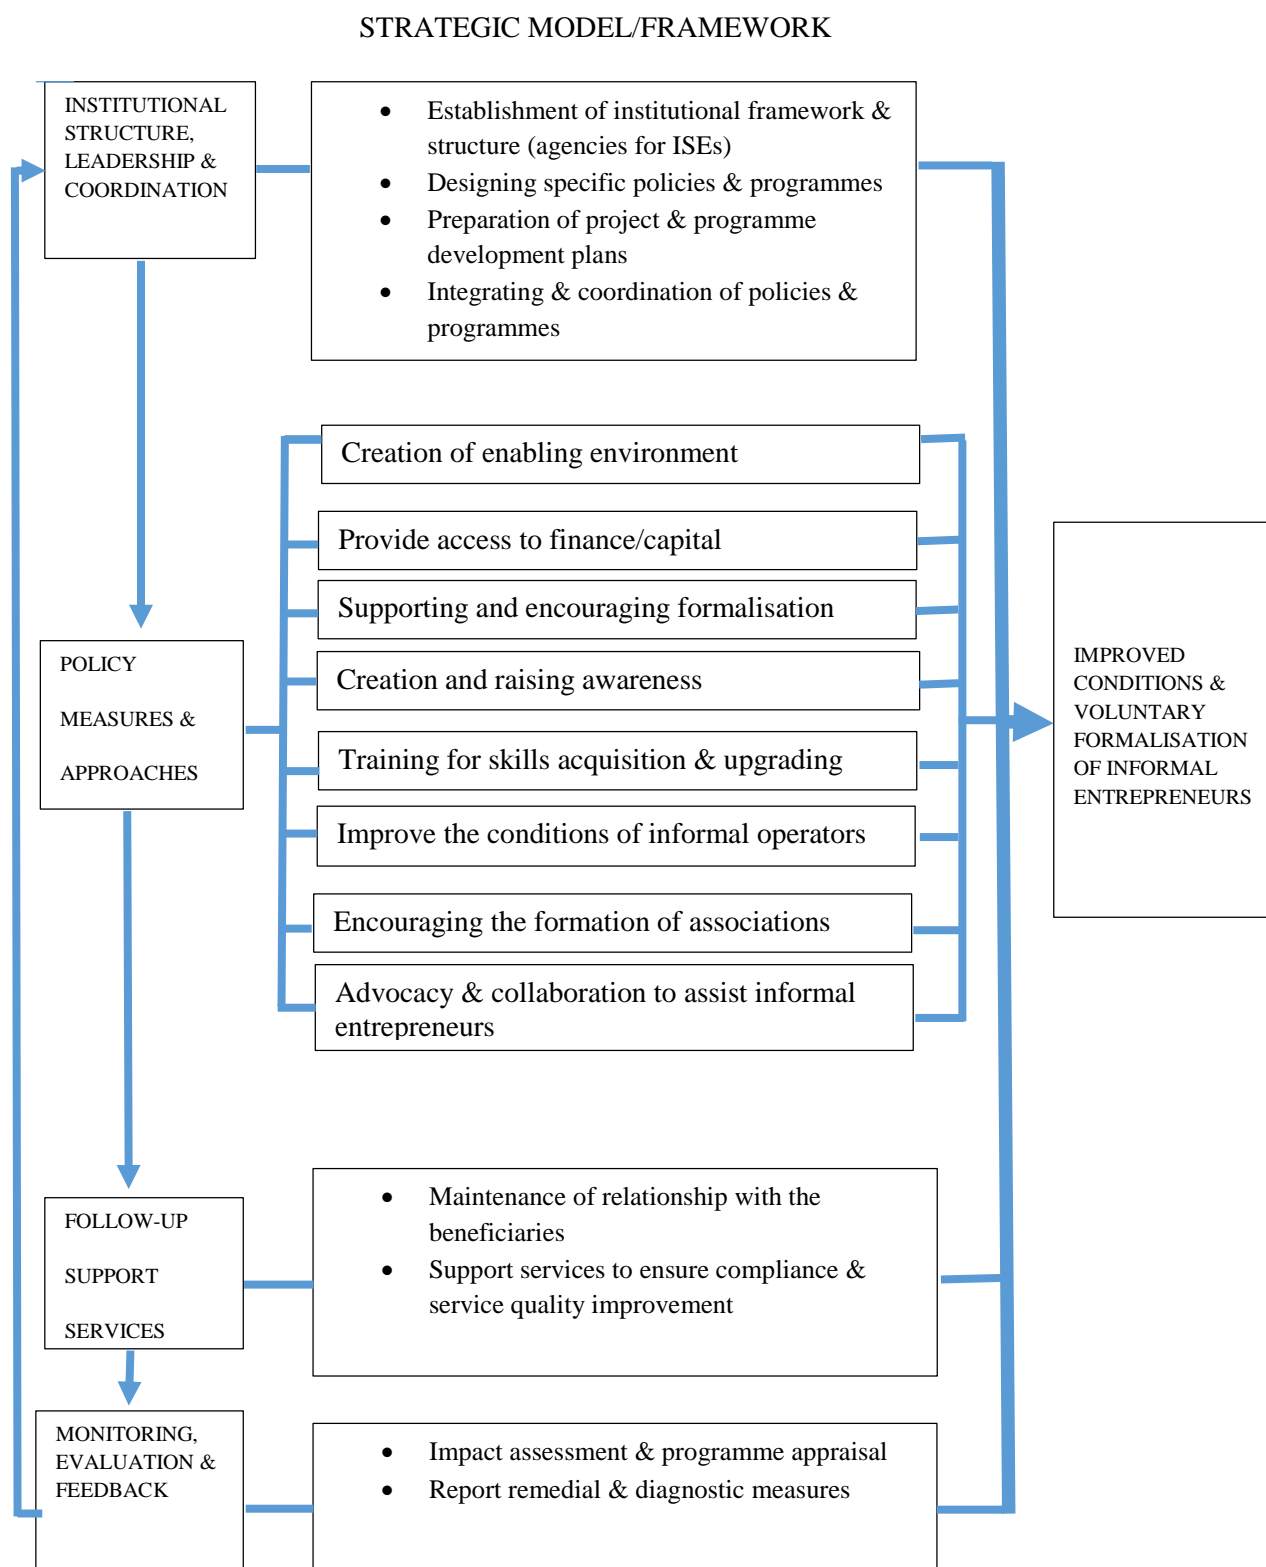 STRATEGIC MODEL/FRAMEWORK
INSTITUTIONAL
STRUCTURE,
LEADERSHIP &
COORDINATION
• Establishment of institutional framework &
structure (agencies for ISEs)
• Designing specific policies & programmes
• Preparation of project & programme
development plans
• Integrating & coordination of policies &
programmes
POLICY
MEASURES &
APPROACHES
Creation of enabling environment
Provide access to finance/capital
Supporting and encouraging formalisation
Creation and raising awareness
Training for skills acquisition & upgrading
Improve the conditions of informal operators
Encouraging the formation of associations
Advocacy & collaboration to assist informal
entrepreneurs
IMPROVED
CONDITIONS &
VOLUNTARY
FORMALISATION
OF INFORMAL
ENTREPRENEURS
FOLLOW-UP
SUPPORT
SERVICES
• Maintenance of relationship with the
beneficiaries
• Support services to ensure compliance &
service quality improvement
MONITORING,
EVALUATION &
FEEDBACK
• Impact assessment & programme appraisal
• Report remedial & diagnostic measures